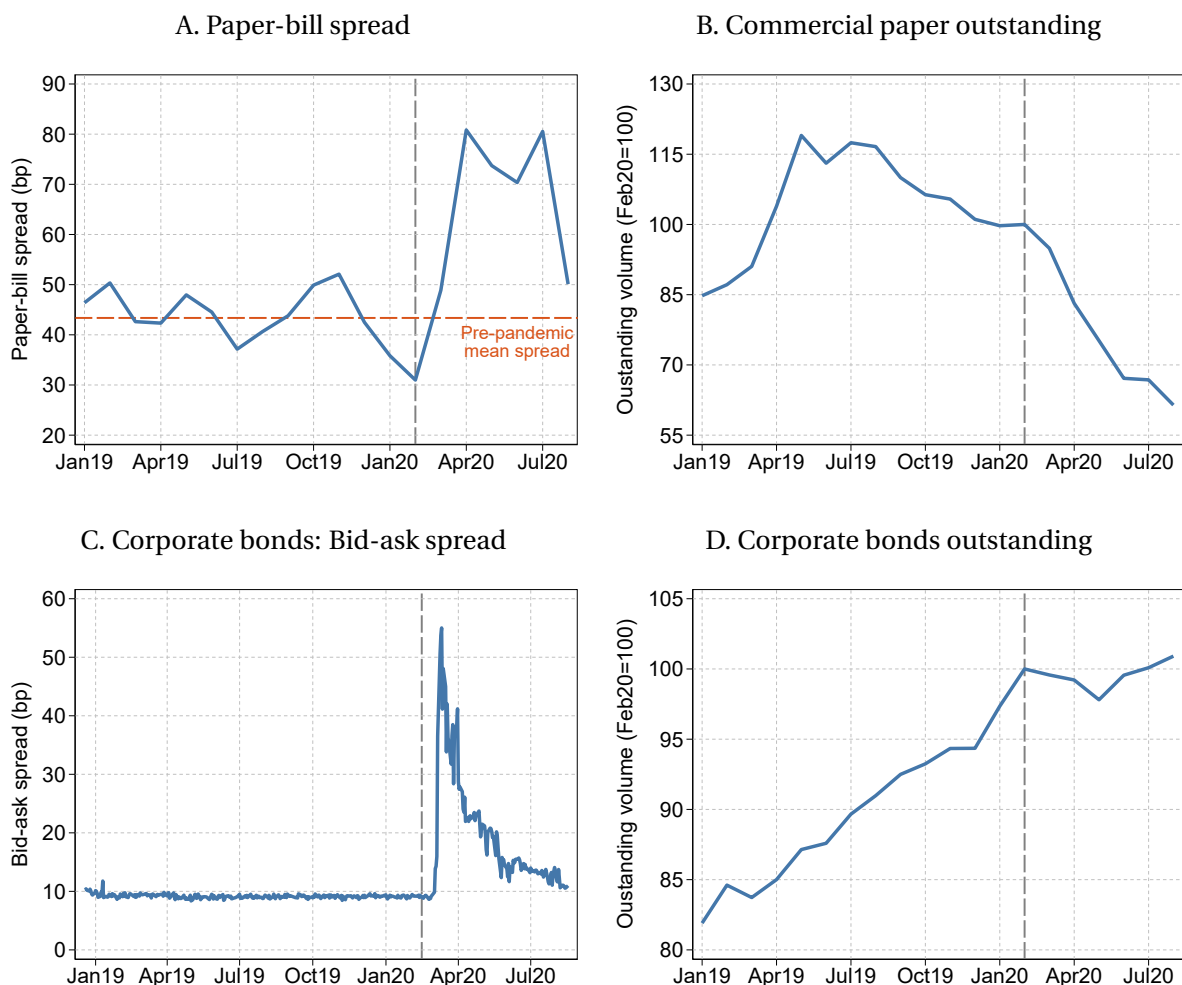 A. Paper-bill spread
Paper-bill spread (bp)
90
80
70
60
50
40
30
20
Pre-pandemic
mean spread
Jan19 Apr19 Jul19 Oct19 Jan20 Apr20 Jul20
B. Commercial paper outstanding
Oustanding volume (Feb20=100)
130
115
100
85
70
55
Jan19 Apr19 Jul19 Oct19 Jan20 Apr20 Jul20
C. Corporate bonds: Bid-ask spread
Bid-ask spread (bp)
60
50
40
30
20
10
0
Jan19 Apr19 Jul19 Oct19 Jan20 Apr20 Jul20
D. Corporate bonds outstanding
Oustanding volume (Feb20=100)
105
100
95
90
85
80
Jan19 Apr19 Jul19 Oct19 Jan20 Apr20 Jul20